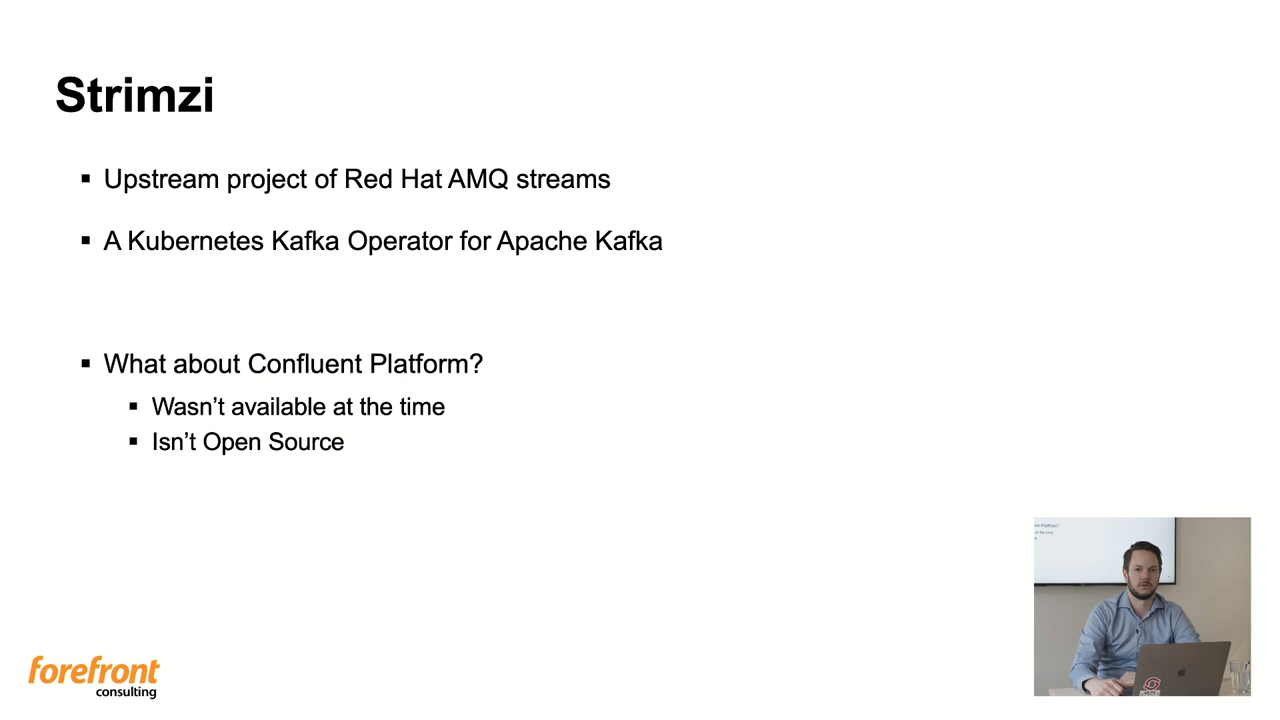 Strimzi
▪ Upstream project of Red Hat AMQ streams
▪ A Kubernetes Kafka Operator for Apache Kafka
▪ What about Confluent Platform?
▪ Wasn’t available at the time
▪ Isn’t Open Source
forefront
consulting